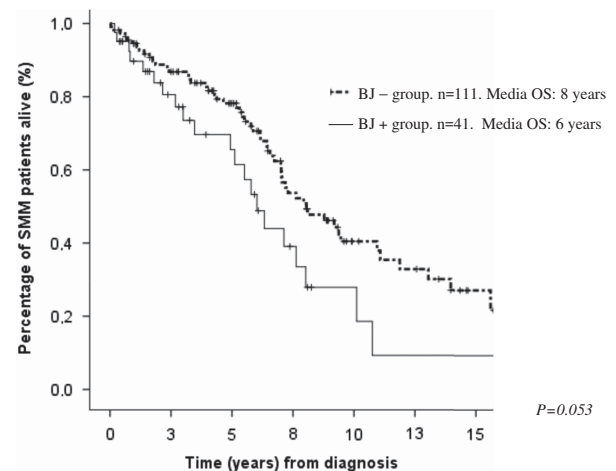 Percentage of SMM patients alive (%)
1,0
0.8
0.6
0.4
0,2
0.0
BJ – group. n=111. Media OS: 8 years
BJ + group. n=41. Media OS: 6 years
P=0.053
0 3 5 8 10 13 15
Time (years) from diagnosis